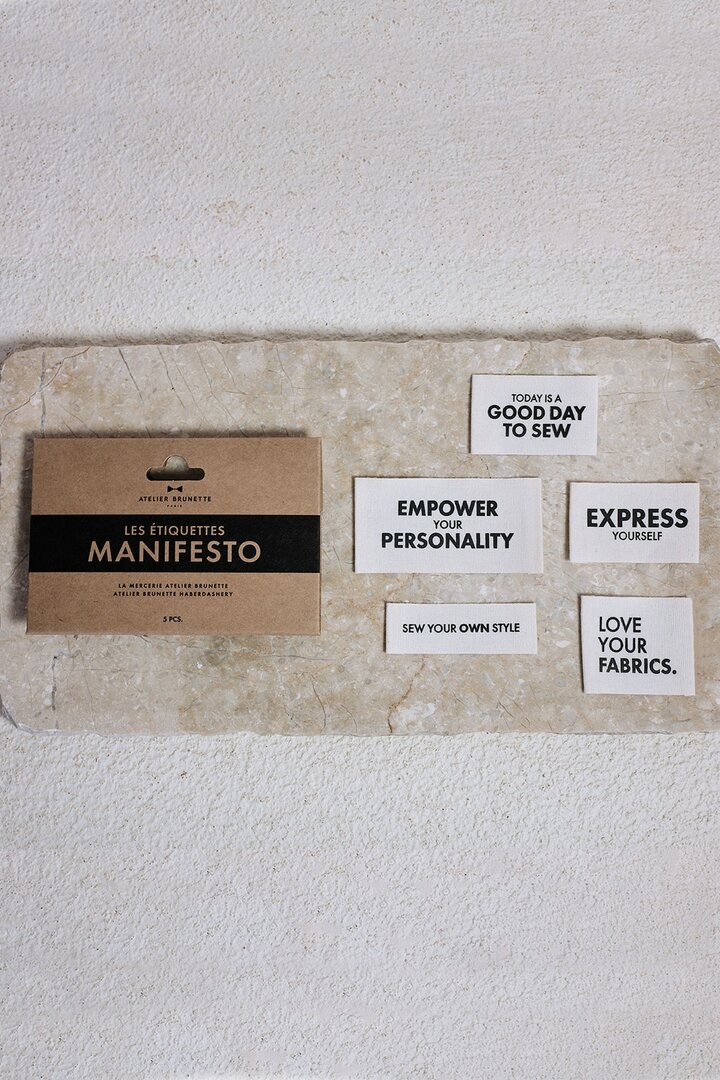 ATELIER BRUNETTE
PARIS
LES ÉTIQUETTES
MANIFESTO
LA MERCERIE ATELIER BRUNETTE
ATELIER BRUNETTE HABERDASHERY
5 PCS.
TODAY IS A
GOOD DAY
TO SEW
EMPOWER
YOUR
PERSONALITY
EXPRESS
YOURSELF
SEW YOUR OWN STYLE
LOVE
YOUR
FABRICS.